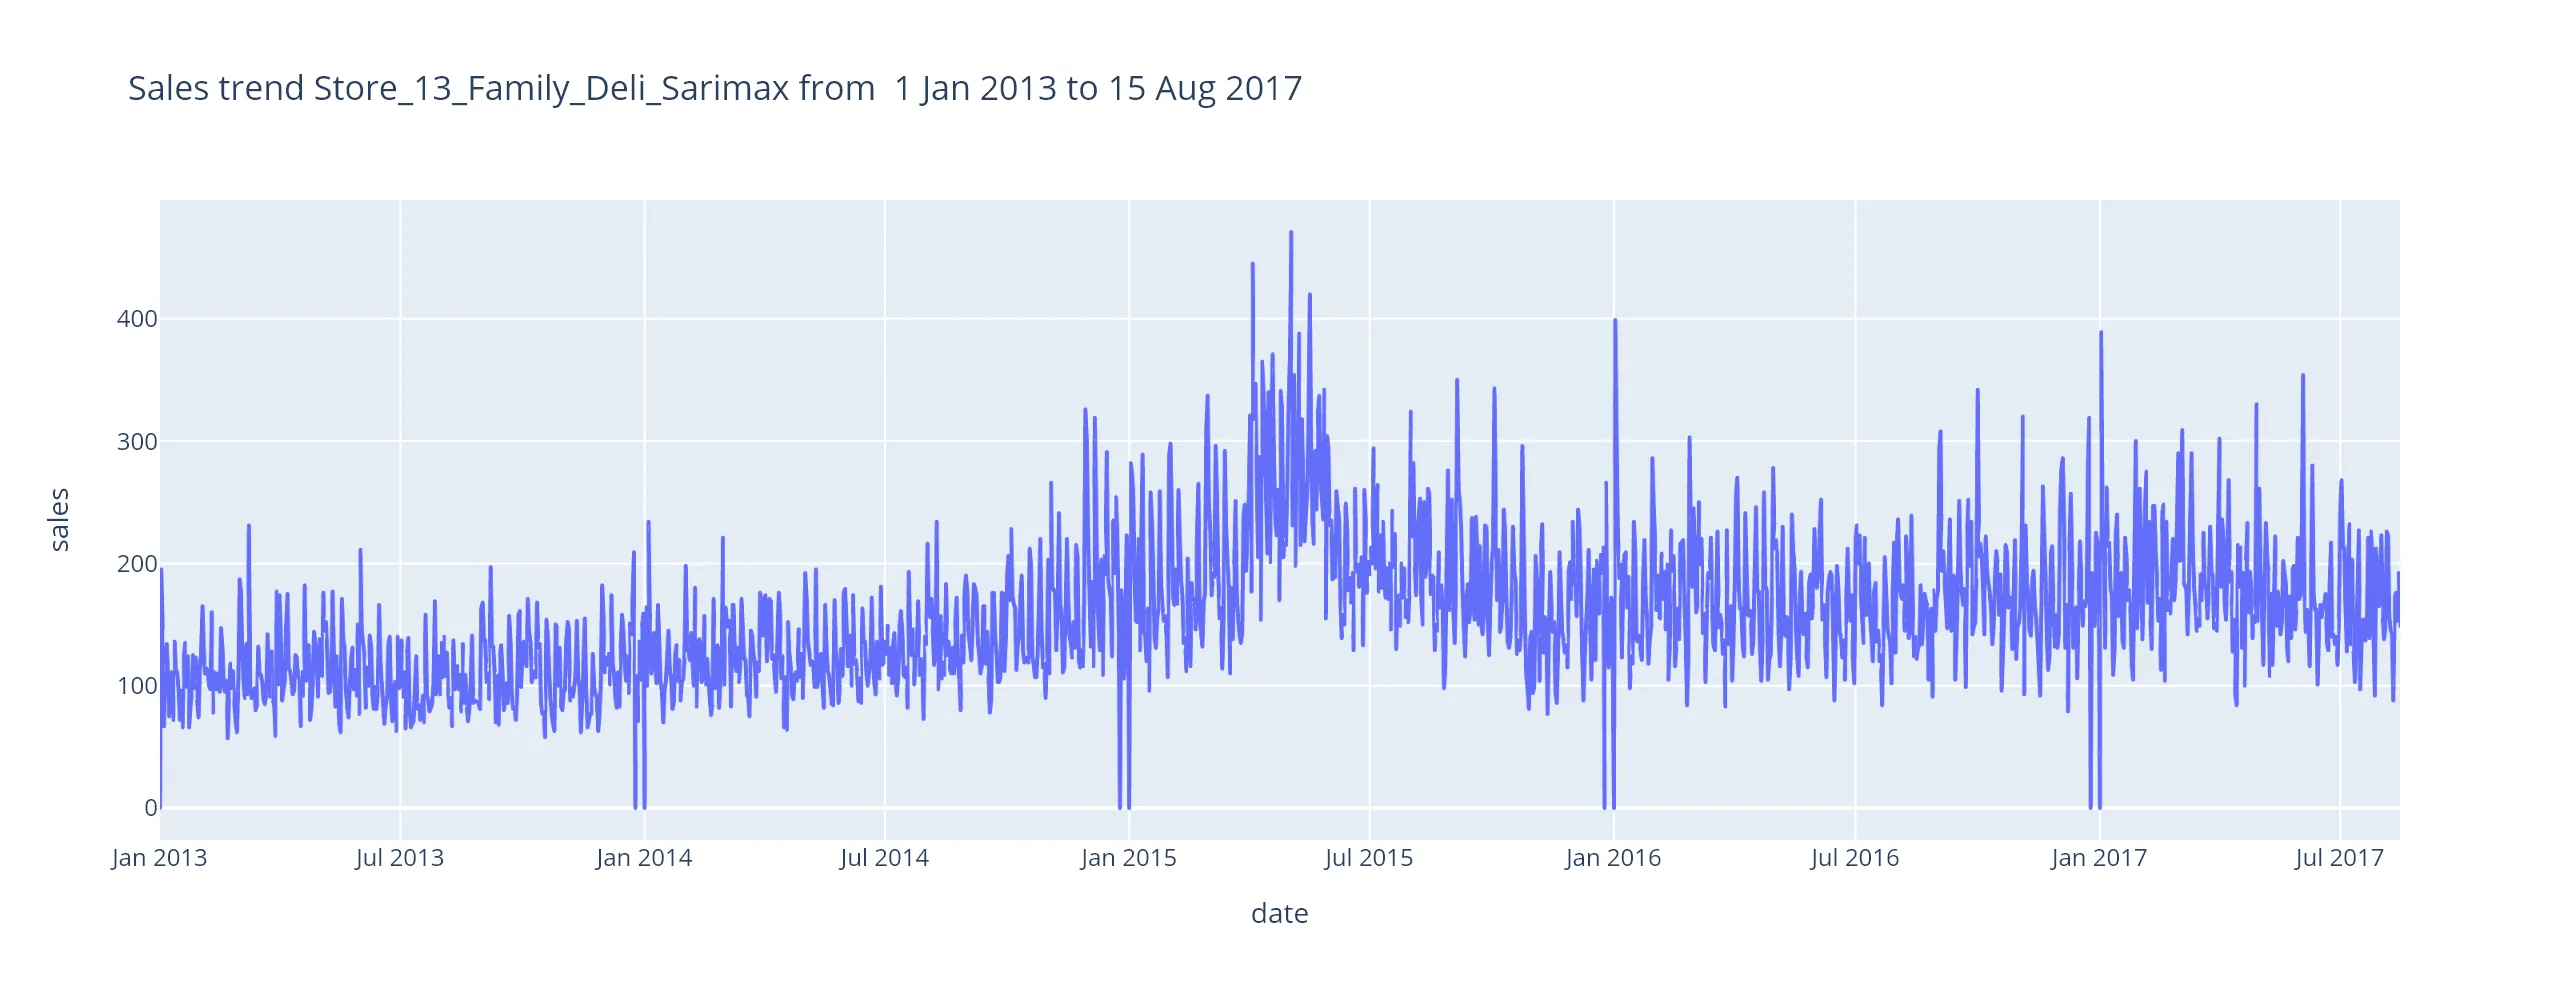 Sales trend Store_13_Family_Deli_Sarimax from  1 Jan 2013 to 15 Aug 2017
400
300
200
100
0
sales
Jan 2013
Jul 2013
Jan 2014
Jul 2014
Jan 2015
Jul 2015
Jan 2016
Jul 2016
Jan 2017
Jul 2017
date